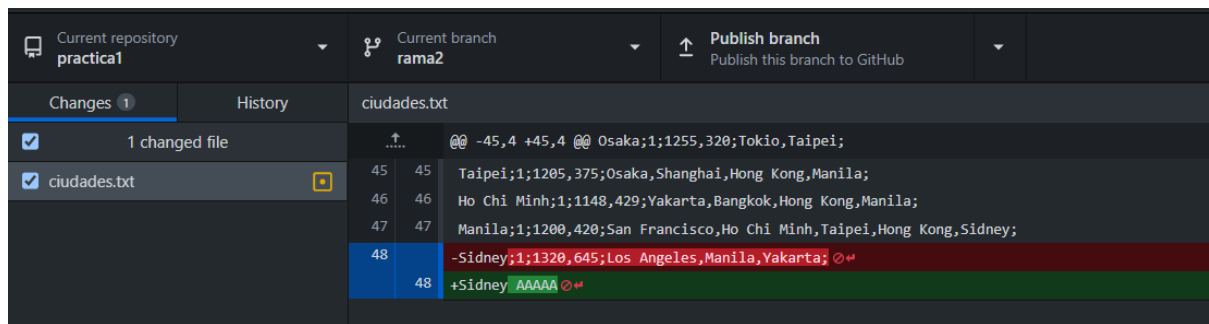 Current repository
practica1
Current branch
rama2
Publish branch
Publish this branch to GitHub
Changes 1
History
ciudades.txt
1 changed file
@@ -45,4 +45,4 @@ Osaka;1;1255,320;Tokio,Taipei;
ciudades.txt
45 45 Taipei;1;1205,375;Osaka,Shanghai,Hong Kong,Manila;
46 46 Ho Chi Minh;1;1148,429;Yakarta,Bangkok,Hong Kong,Manila;
47 47 Manila;1;1200,420;San Francisco,Ho Chi Minh,Taipei,Hong Kong,Sidney;
48 -Sidney;1;1320,645;Los Angeles,Manila,Yakarta;
48 +Sidney AAAAA